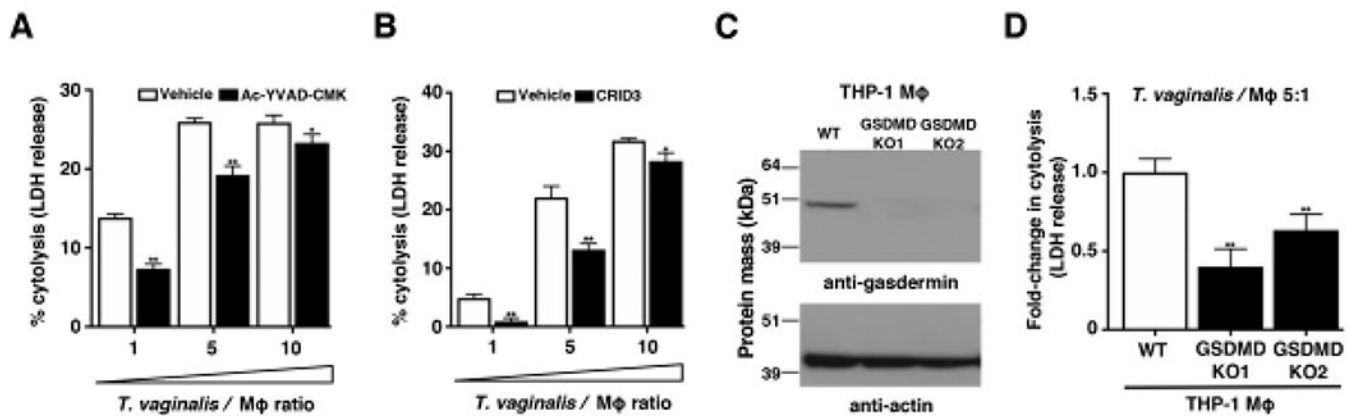 A
% cytolysis (LDH release)
30
20
10
0
Vehicle Ac-YVAD-CMK
**
**
*
1 5 10
T. vaginalis / Mφ ratio
B
% cytolysis (LDH release)
40
30
20
10
0
Vehicle CRID3
**
**
*
1 5 10
T. vaginalis / Mφ ratio
C
THP-1 Mφ
WT GSDMD KO1 GSDMD KO2
Protein mass (kDa)
64
51
39
anti-gasdermin
51
39
anti-actin
D
Fold-change in cytolysis
(LDH release)
1.5
1.0
0.5
0
T. vaginalis / Mφ 5:1
**
**
WT GSDMD KO1 GSDMD KO2
THP-1 Mφ